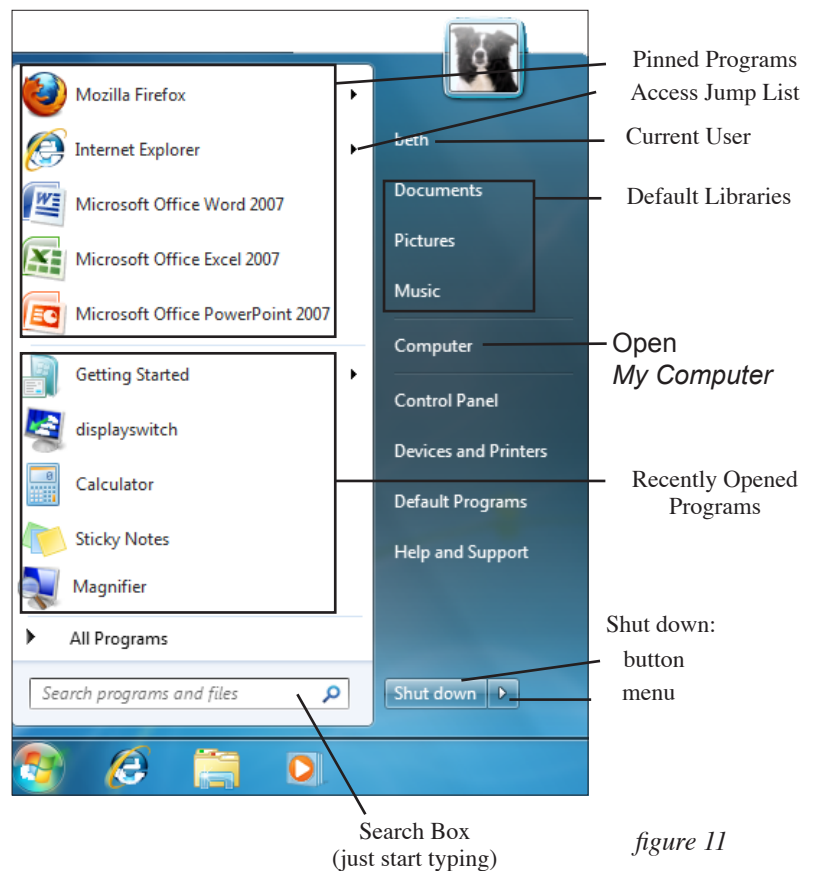 Mozilla Firefox
Internet Explorer
Microsoft Office Word 2007
Microsoft Office Excel 2007
Microsoft Office PowerPoint 2007
Getting Started
displayswitch
Calculator
Sticky Notes
Magnifier
All Programs
Search programs and files
beth
Documents
Pictures
Music
Computer
Control Panel
Devices and Printers
Default Programs
Help and Support
Shut down
Pinned Programs
Access Jump List
Current User
Default Libraries
Open
My Computer
Recently Opened
Programs
Shut down:
button
menu
Search Box
(just start typing)
figure 11